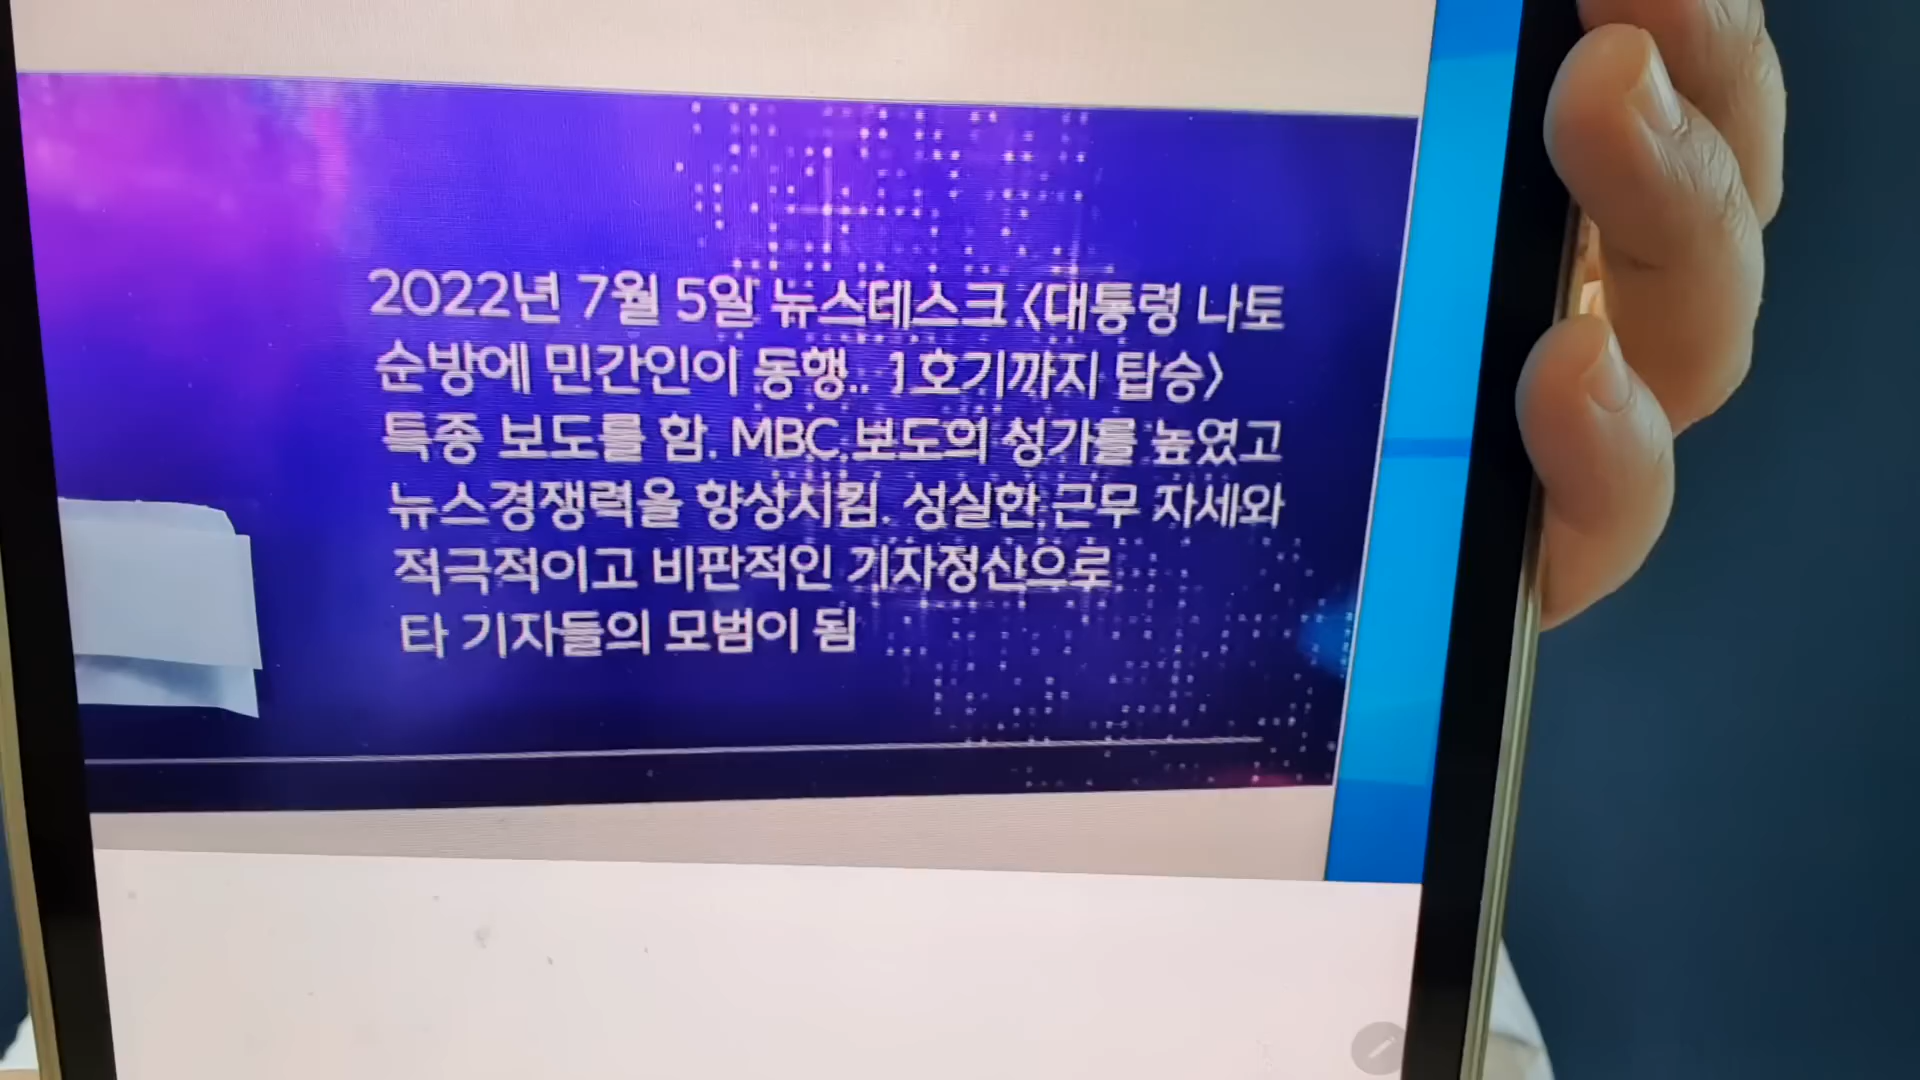 2022년 7월 5일 뉴스데스크 〈대통령 나토
순방에 민간인이 동행.. 1호기까지 탑승〉
특종 보도를 함. MBC 보도의 성가를 높였고
뉴스경쟁력을 향상시킴. 성실한 근무 자세와
적극적이고 비판적인 기자정신으로
타 기자들의 모범이 됨